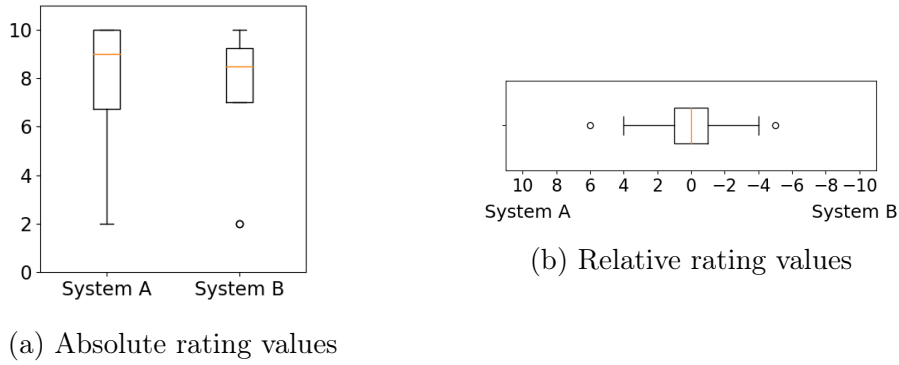 10
8
6
4
2
0
System A System B
(a) Absolute rating values
10 8 6 4 2 0 −2 −4 −6 −8 −10
System A System B
(b) Relative rating values